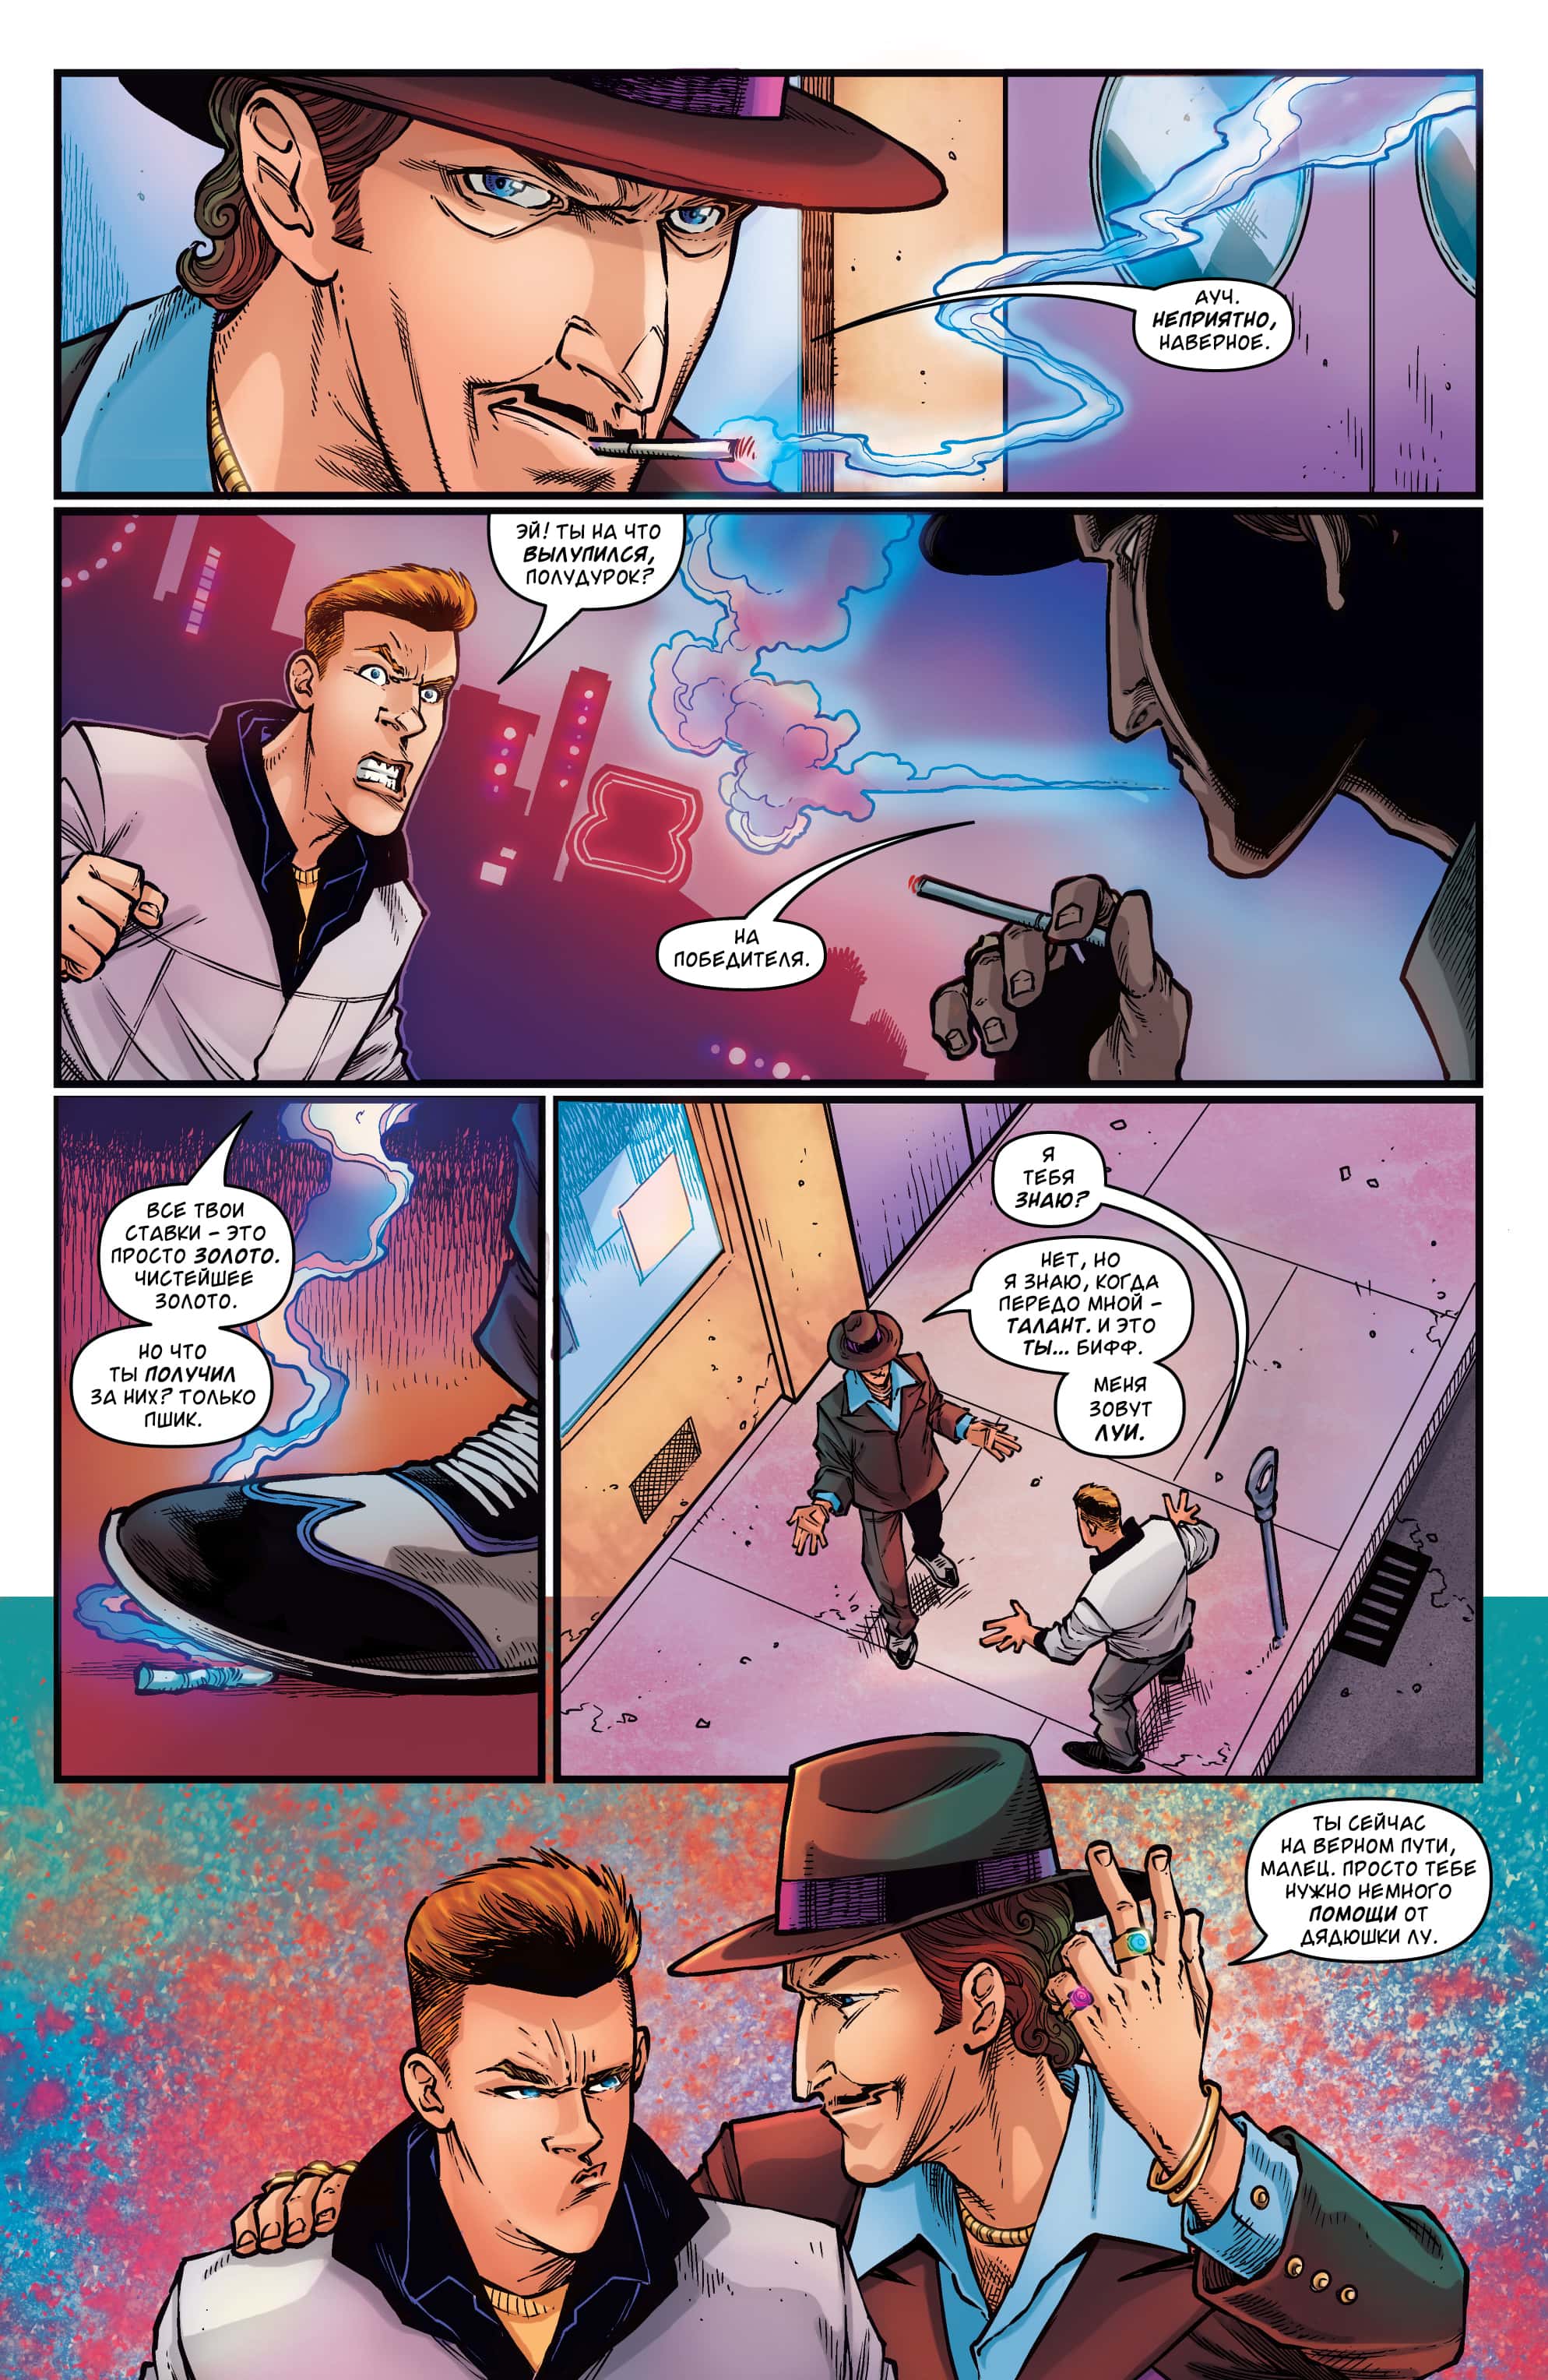 АУЧ.
НЕПРИЯТНО,
НАВЕРНОЕ.
ЭЙ! ТЫ НА ЧТО
ВЫЛУПИЛСЯ,
ПОЛУДУРОК?
НА
ПОБЕДИТЕЛЯ.
ВСЕ ТВОИ
СТАВКИ – ЭТО
ПРОСТО ЗОЛОТО.
ЧИСТЕЙШЕЕ
ЗОЛОТО.
НО ЧТО
ТЫ ПОЛУЧИЛ
ЗА НИХ? ТОЛЬКО
ПШИК.
Я
ТЕБЯ
ЗНАЮ?
НЕТ, НО
Я ЗНАЮ, КОГДА
ПЕРЕДО МНОЙ –
ТАЛАНТ. И ЭТО
ТЫ... БИФФ.
МЕНЯ
ЗОВУТ
ЛУИ.
ТЫ СЕЙЧАС
НА ВЕРНОМ ПУТИ,
МАЛЕЦ. ПРОСТО ТЕБЕ
НУЖНО НЕМНОГО
ПОМОЩИ ОТ
ДЯДЮШКИ ЛУ.